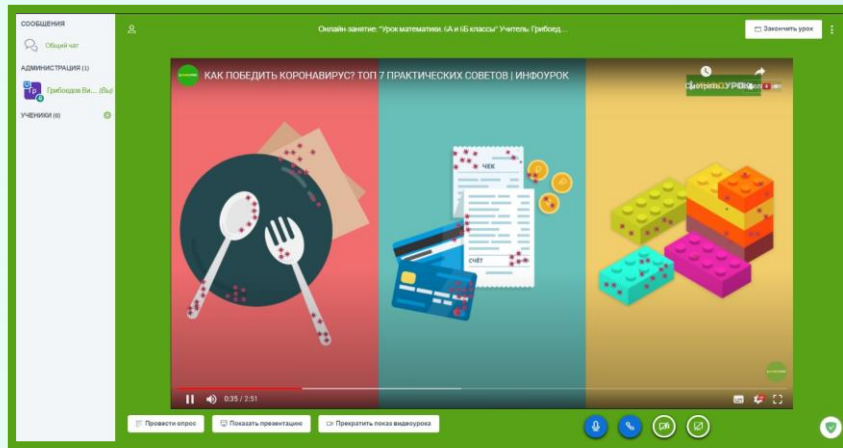 СООБЩЕНИЯ
Общий чат
АДМИНИСТРАЦИЯ (1)
Гр
Грибоедов Ви... (Вы)
УЧЕНИКИ (0)
Онлайн-занятие: "Урок математики. 6А и 6Б классы" Учитель: Грибоед...
Закончить урок
КАК ПОБЕДИТЬ КОРОНАВИРУС? ТОП 7 ПРАКТИЧЕСКИХ СОВЕТОВ | ИНФОУРОК
ЧЕК
СЧЁТ
0:35 / 2:51
Провести опрос
Показать презентацию
Прекратить показ видеоурока